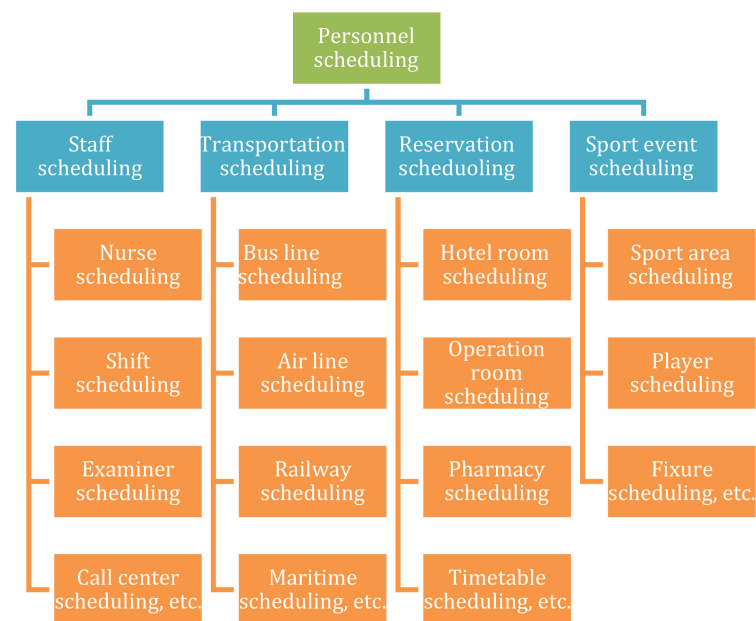 Personnel
scheduling
Staff
scheduling
Transportation
scheduling
Reservation
scheduoling
Sport event
scheduling
Nurse
scheduling
Shift
scheduling
Examiner
scheduling
Call center
scheduling, etc.
Bus line
scheduling
Air line
scheduling
Railway
scheduling
Maritime
scheduling, etc.
Hotel room
scheduling
Operation
room
scheduling
Pharmacy
scheduling
Timetable
scheduling, etc.
Sport area
scheduling
Player
scheduling
Fixure
scheduling, etc.